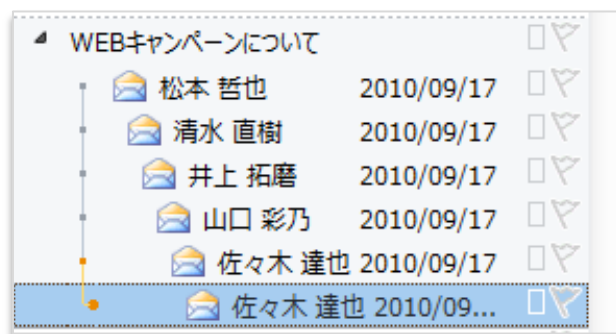 WEBキャンペーンについて
松本 哲也 2010/09/17
清水 直樹 2010/09/17
井上 拓磨 2010/09/17
山口 彩乃 2010/09/17
佐々木 達也 2010/09/17
佐々木 達也 2010/09...